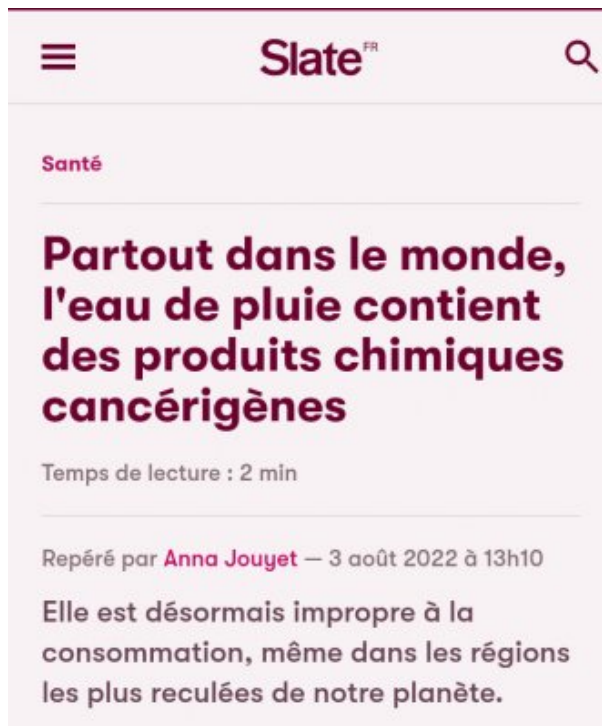 Slate FR
Santé
Partout dans le monde,
l'eau de pluie contient
des produits chimiques
cancérigènes
Temps de lecture : 2 min
Repéré par Anna Jouyet — 3 août 2022 à 13h10
Elle est désormais impropre à la
consommation, même dans les régions
les plus reculées de notre planète.